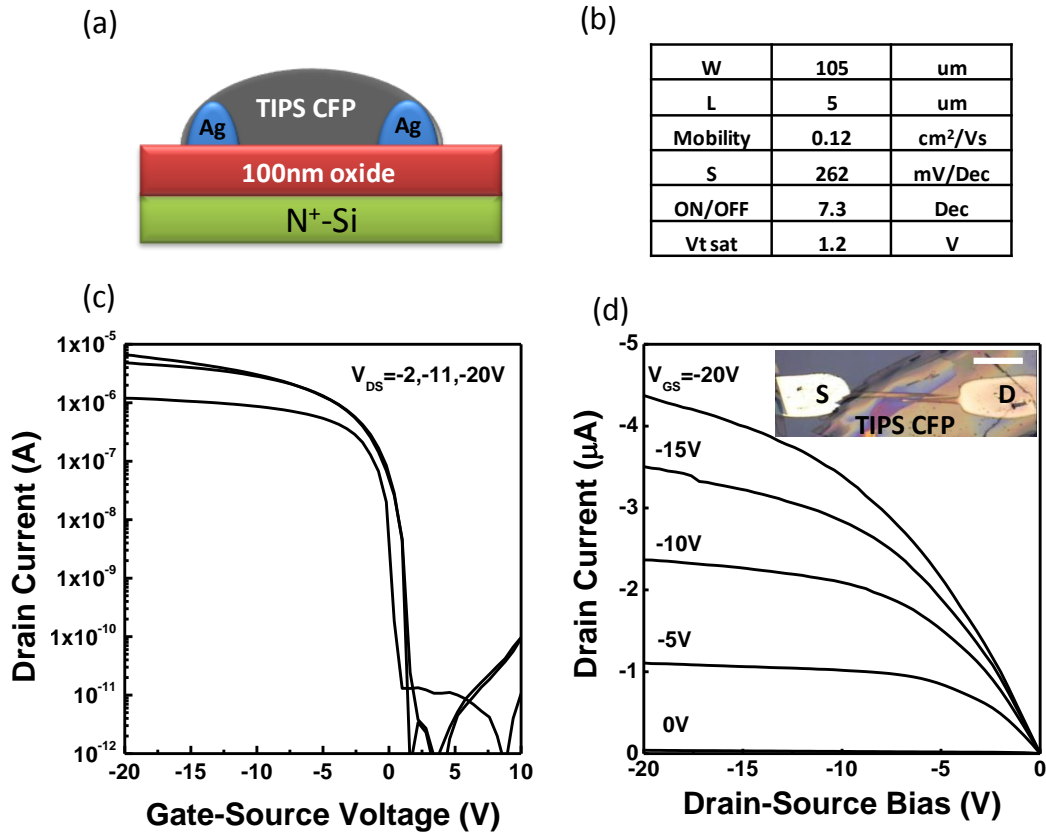 (a)
TIPS CFP
Ag
Ag
100nm oxide
N⁺-Si
(b)
W 105 um
L 5 um
Mobility 0.12 cm²/Vs
S 262 mV/Dec
ON/OFF 7.3 Dec
Vt sat 1.2 V
(c)
Drain Current (A)
1x10⁻⁵
1x10⁻⁶
1x10⁻⁷
1x10⁻⁸
1x10⁻⁹
1x10⁻¹⁰
10⁻¹¹
10⁻¹²
V_DS=-2,-11,-20V
-20 -15 -10 -5 0 5 10
Gate-Source Voltage (V)
(d)
Drain Current (µA)
-5
-4
-3
-2
-1
0
V_GS=-20V
-15V
-10V
-5V
0V
S
D
TIPS CFP
-20 -15 -10 -5 0
Drain-Source Bias (V)